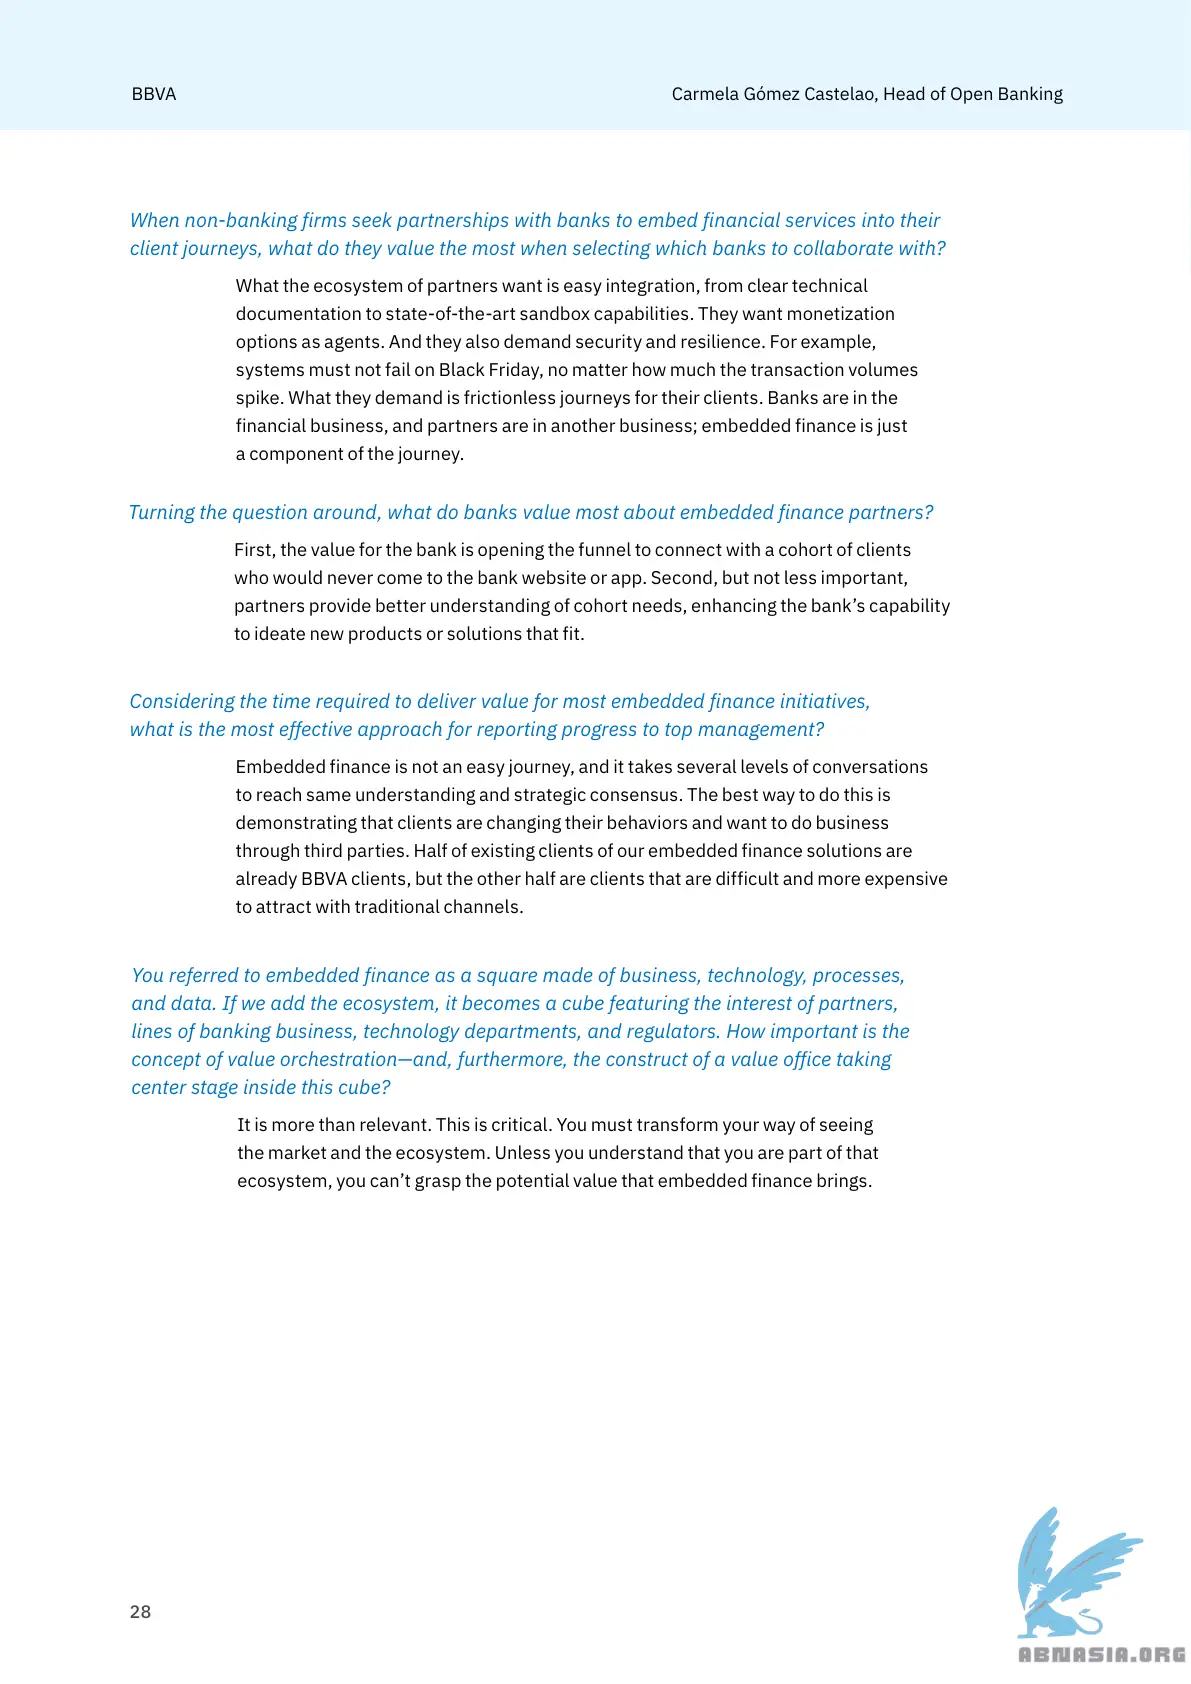 BBVA
Carmela Gómez Castelao, Head of Open Banking
When non-banking firms seek partnerships with banks to embed financial services into their
client journeys, what do they value the most when selecting which banks to collaborate with?
What the ecosystem of partners want is easy integration, from clear technical
documentation to state-of-the-art sandbox capabilities. They want monetization
options as agents. And they also demand security and resilience. For example,
systems must not fail on Black Friday, no matter how much the transaction volumes
spike. What they demand is frictionless journeys for their clients. Banks are in the
financial business, and partners are in another business; embedded finance is just
a component of the journey.
Turning the question around, what do banks value most about embedded finance partners?
First, the value for the bank is opening the funnel to connect with a cohort of clients
who would never come to the bank website or app. Second, but not less important,
partners provide better understanding of cohort needs, enhancing the bank’s capability
to ideate new products or solutions that fit.
Considering the time required to deliver value for most embedded finance initiatives,
what is the most effective approach for reporting progress to top management?
Embedded finance is not an easy journey, and it takes several levels of conversations
to reach same understanding and strategic consensus. The best way to do this is
demonstrating that clients are changing their behaviors and want to do business
through third parties. Half of existing clients of our embedded finance solutions are
already BBVA clients, but the other half are clients that are difficult and more expensive
to attract with traditional channels.
You referred to embedded finance as a square made of business, technology, processes,
and data. If we add the ecosystem, it becomes a cube featuring the interest of partners,
lines of banking business, technology departments, and regulators. How important is the
concept of value orchestration—and, furthermore, the construct of a value office taking
center stage inside this cube?
It is more than relevant. This is critical. You must transform your way of seeing
the market and the ecosystem. Unless you understand that you are part of that
ecosystem, you can’t grasp the potential value that embedded finance brings.
28
ABNASIA.ORG